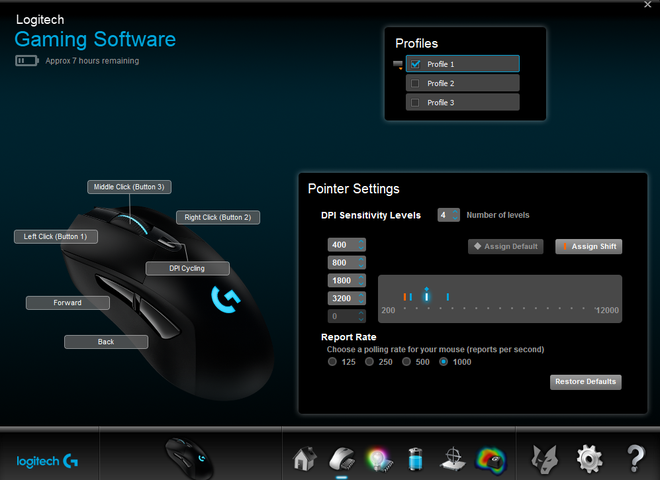 Logitech
Gaming Software
Approx 7 hours remaining
Profiles
Profile 1
Profile 2
Profile 3
Middle Click (Button 3)
Right Click (Button 2)
Left Click (Button 1)
DPI Cycling
Forward
Back
Pointer Settings
DPI Sensitivity Levels 4 Number of levels
400
Assign Default Assign Shift
800
1800
3200
200 12000
0
Report Rate
Choose a polling rate for your mouse (reports per second)
125 250 500 1000
Restore Defaults
logitech G
?